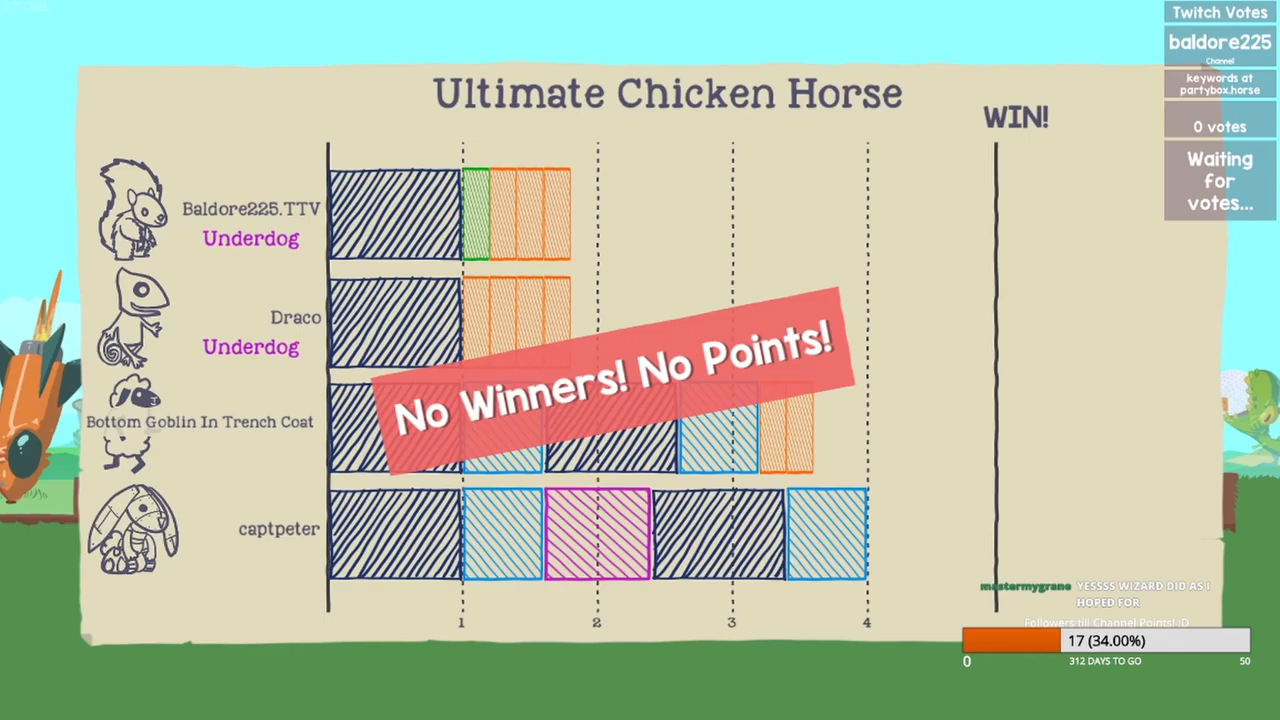 Twitch Votes
baldore225
Channel
keywords at
partybox.horse
0 votes
Waiting
for
votes...
Ultimate Chicken Horse
WIN!
Baldore225.TTV
Underdog
Draco
Underdog
No Winners! No Points!
Bottom Goblin In Trench Coat
captpeter
1 2 3 4
mastermygrane YESSSS WIZARD DID AS I
HOPED FOR
Followers till Channel Points! :D
17 (34.00%)
0 312 DAYS TO GO 50